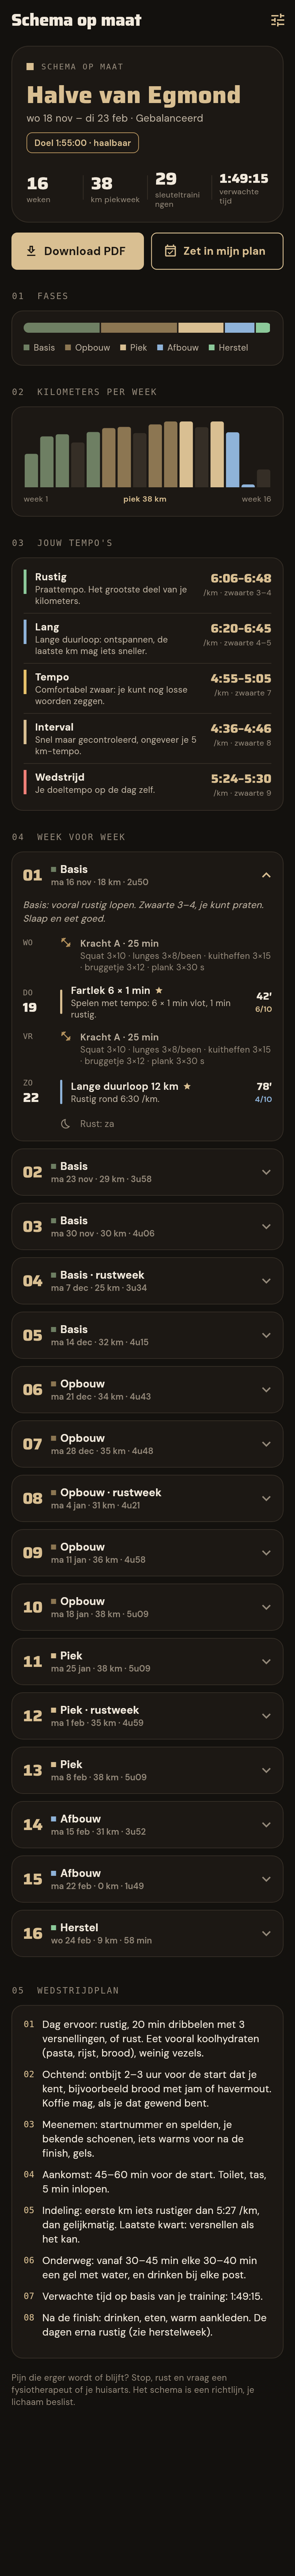 Schema op maat
SCHEMA OP MAAT
Halve van Egmond
wo 18 nov – di 23 feb · Gebalanceerd
Doel 1:55:00 · haalbaar
16
weken
38
km piekweek
29
sleuteltraini
ngen
1:49:15
verwachte
tijd
Download PDF
Zet in mijn plan
01 FASES
Basis
Opbouw
Piek
Afbouw
Herstel
02 KILOMETERS PER WEEK
week 1
piek 38 km
week 16
03 JOUW TEMPO'S
Rustig
Praattempo. Het grootste deel van je
kilometers.
6:06–6:48
/km · zwaarte 3–4
Lang
Lange duurloop: ontspannen, de
laatste km mag iets sneller.
6:20–6:45
/km · zwaarte 4–5
Tempo
Comfortabel zwaar: je kunt nog losse
woorden zeggen.
4:55–5:05
/km · zwaarte 7
Interval
Snel maar gecontroleerd, ongeveer je 5
km-tempo.
4:36–4:46
/km · zwaarte 8
Wedstrijd
Je doeltempo op de dag zelf.
5:24–5:30
/km · zwaarte 9
04 WEEK VOOR WEEK
01
Basis
ma 16 nov · 18 km · 2u50
Basis: vooral rustig lopen. Zwaarte 3–4, je kunt praten.
Slaap en eet goed.
WO
Kracht A · 25 min
Squat 3×10 · lunges 3×8/been · kuitheffen 3×15
· bruggetje 3×12 · plank 3×30 s
DO
19
Fartlek 6 × 1 min ★
Spelen met tempo: 6 × 1 min vlot, 1 min
rustig.
42'
6/10
VR
Kracht A · 25 min
Squat 3×10 · lunges 3×8/been · kuitheffen 3×15
· bruggetje 3×12 · plank 3×30 s
ZO
22
Lange duurloop 12 km ★
Rustig rond 6:30 /km.
78'
4/10
Rust: za
02
Basis
ma 23 nov · 29 km · 3u58
03
Basis
ma 30 nov · 30 km · 4u06
04
Basis · rustweek
ma 7 dec · 25 km · 3u34
05
Basis
ma 14 dec · 32 km · 4u15
06
Opbouw
ma 21 dec · 34 km · 4u43
07
Opbouw
ma 28 dec · 35 km · 4u48
08
Opbouw · rustweek
ma 4 jan · 31 km · 4u21
09
Opbouw
ma 11 jan · 36 km · 4u58
10
Opbouw
ma 18 jan · 38 km · 5u09
11
Piek
ma 25 jan · 38 km · 5u09
12
Piek · rustweek
ma 1 feb · 35 km · 4u59
13
Piek
ma 8 feb · 38 km · 5u09
14
Afbouw
ma 15 feb · 31 km · 3u52
15
Afbouw
ma 22 feb · 0 km · 1u49
16
Herstel
wo 24 feb · 9 km · 58 min
05 WEDSTRIJDPLAN
01 Dag ervoor: rustig, 20 min dribbelen met 3
versnellingen, of rust. Eet vooral koolhydraten
(pasta, rijst, brood), weinig vezels.
02 Ochtend: ontbijt 2–3 uur voor de start dat je
kent, bijvoorbeeld brood met jam of havermout.
Koffie mag, als je dat gewend bent.
03 Meenemen: startnummer en spelden, je
bekende schoenen, iets warms voor na de
finish, gels.
04 Aankomst: 45–60 min voor de start. Toilet, tas,
5 min inlopen.
05 Indeling: eerste km iets rustiger dan 5:27 /km,
dan gelijkmatig. Laatste kwart: versnellen als
het kan.
06 Onderweg: vanaf 30–45 min elke 30–40 min
een gel met water, en drinken bij elke post.
07 Verwachte tijd op basis van je training: 1:49:15.
08 Na de finish: drinken, eten, warm aankleden. De
dagen erna rustig (zie herstelweek).
Pijn die erger wordt of blijft? Stop, rust en vraag een
fysiotherapeut of je huisarts. Het schema is een richtlijn, je
lichaam beslist.